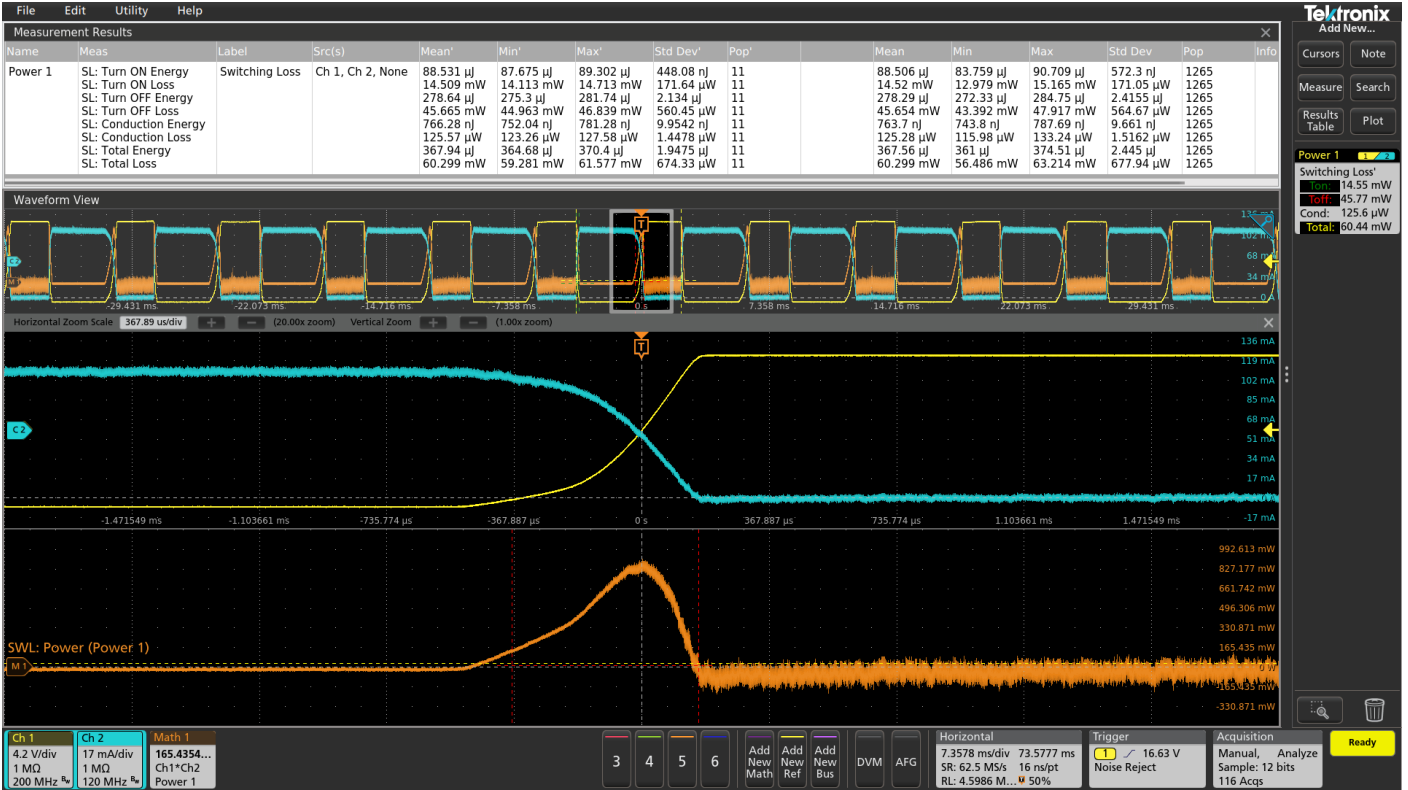 File Edit Utility Help
Tektronix
Add New...
Measurement Results
Name Meas Label Src(s) Mean' Min' Max' Std Dev' Pop' Mean Min Max Std Dev Pop Info
Power 1 SL: Turn ON Energy Switching Loss Ch 1, Ch 2, None 88.531 µJ 87.675 µJ 89.302 µJ 448.08 nJ 11 88.506 µJ 83.759 µJ 90.709 µJ 572.3 nJ 1265
SL: Turn ON Loss 14.509 mW 14.113 mW 14.713 mW 171.64 µW 11 14.52 mW 12.979 mW 15.165 mW 171.05 µW 1265
SL: Turn OFF Energy 278.64 µJ 275.3 µJ 281.74 µJ 2.134 µJ 11 278.29 µJ 272.33 µJ 284.75 µJ 2.4155 µJ 1265
SL: Turn OFF Loss 45.665 mW 44.963 mW 46.839 mW 560.45 µW 11 45.654 mW 43.392 mW 47.917 mW 564.67 µW 1265
SL: Conduction Energy 766.28 nJ 752.04 nJ 781.28 nJ 9.9542 nJ 11 763.7 nJ 743.8 nJ 787.69 nJ 9.661 nJ 1265
SL: Conduction Loss 125.57 µW 123.26 µW 127.58 µW 1.4478 µW 11 125.28 µW 115.98 µW 133.24 µW 1.5162 µW 1265
SL: Total Energy 367.94 µJ 364.68 µJ 370.4 µJ 1.9475 µJ 11 367.56 µJ 361 µJ 374.51 µJ 2.445 µJ 1265
SL: Total Loss 60.299 mW 59.281 mW 61.577 mW 674.33 µW 11 60.299 mW 56.486 mW 63.214 mW 677.94 µW 1265
Cursors Note
Measure Search
Results Table Plot
Power 1 1 2
Switching Loss'
Ton: 14.55 mW
Toff: 45.77 mW
Cond: 125.6 µW
Total: 60.44 mW
Waveform View
T
102 mA
68 mA
34 mA
0 A
C 2
M 1
-29.431 ms -22.073 ms -14.716 ms -7.358 ms 0 s 7.358 ms 14.716 ms 22.073 ms 29.431 ms
Horizontal Zoom Scale 367.89 us/div + − (20.00x zoom) Vertical Zoom + − (1.00x zoom)
T
136 mA
119 mA
102 mA
85 mA
68 mA
C 2
51 mA
34 mA
17 mA
-17 mA
-1.471549 ms -1.103661 ms -735.774 µs -367.887 µs 0 s 367.887 µs 735.774 µs 1.103661 ms 1.471549 ms
992.613 mW
827.177 mW
661.742 mW
496.306 mW
330.871 mW
SWL: Power (Power 1)
165.435 mW
M 1
0 W
-165.435 mW
-330.871 mW
Ch 1
4.2 V/div
1 MΩ
200 MHz Bw
Ch 2
17 mA/div
1 MΩ
120 MHz Bw
Math 1
165.4354...
Ch1*Ch2
Power 1
3 4 5 6
Add New Math
Add New Ref
Add New Bus
DVM AFG
Horizontal
7.3578 ms/div 73.5777 ms
SR: 62.5 MS/s 16 ns/pt
RL: 4.5986 M... 50%
Trigger
1 16.63 V
Noise Reject
Acquisition
Manual, Analyze
Sample: 12 bits
116 Acqs
Ready